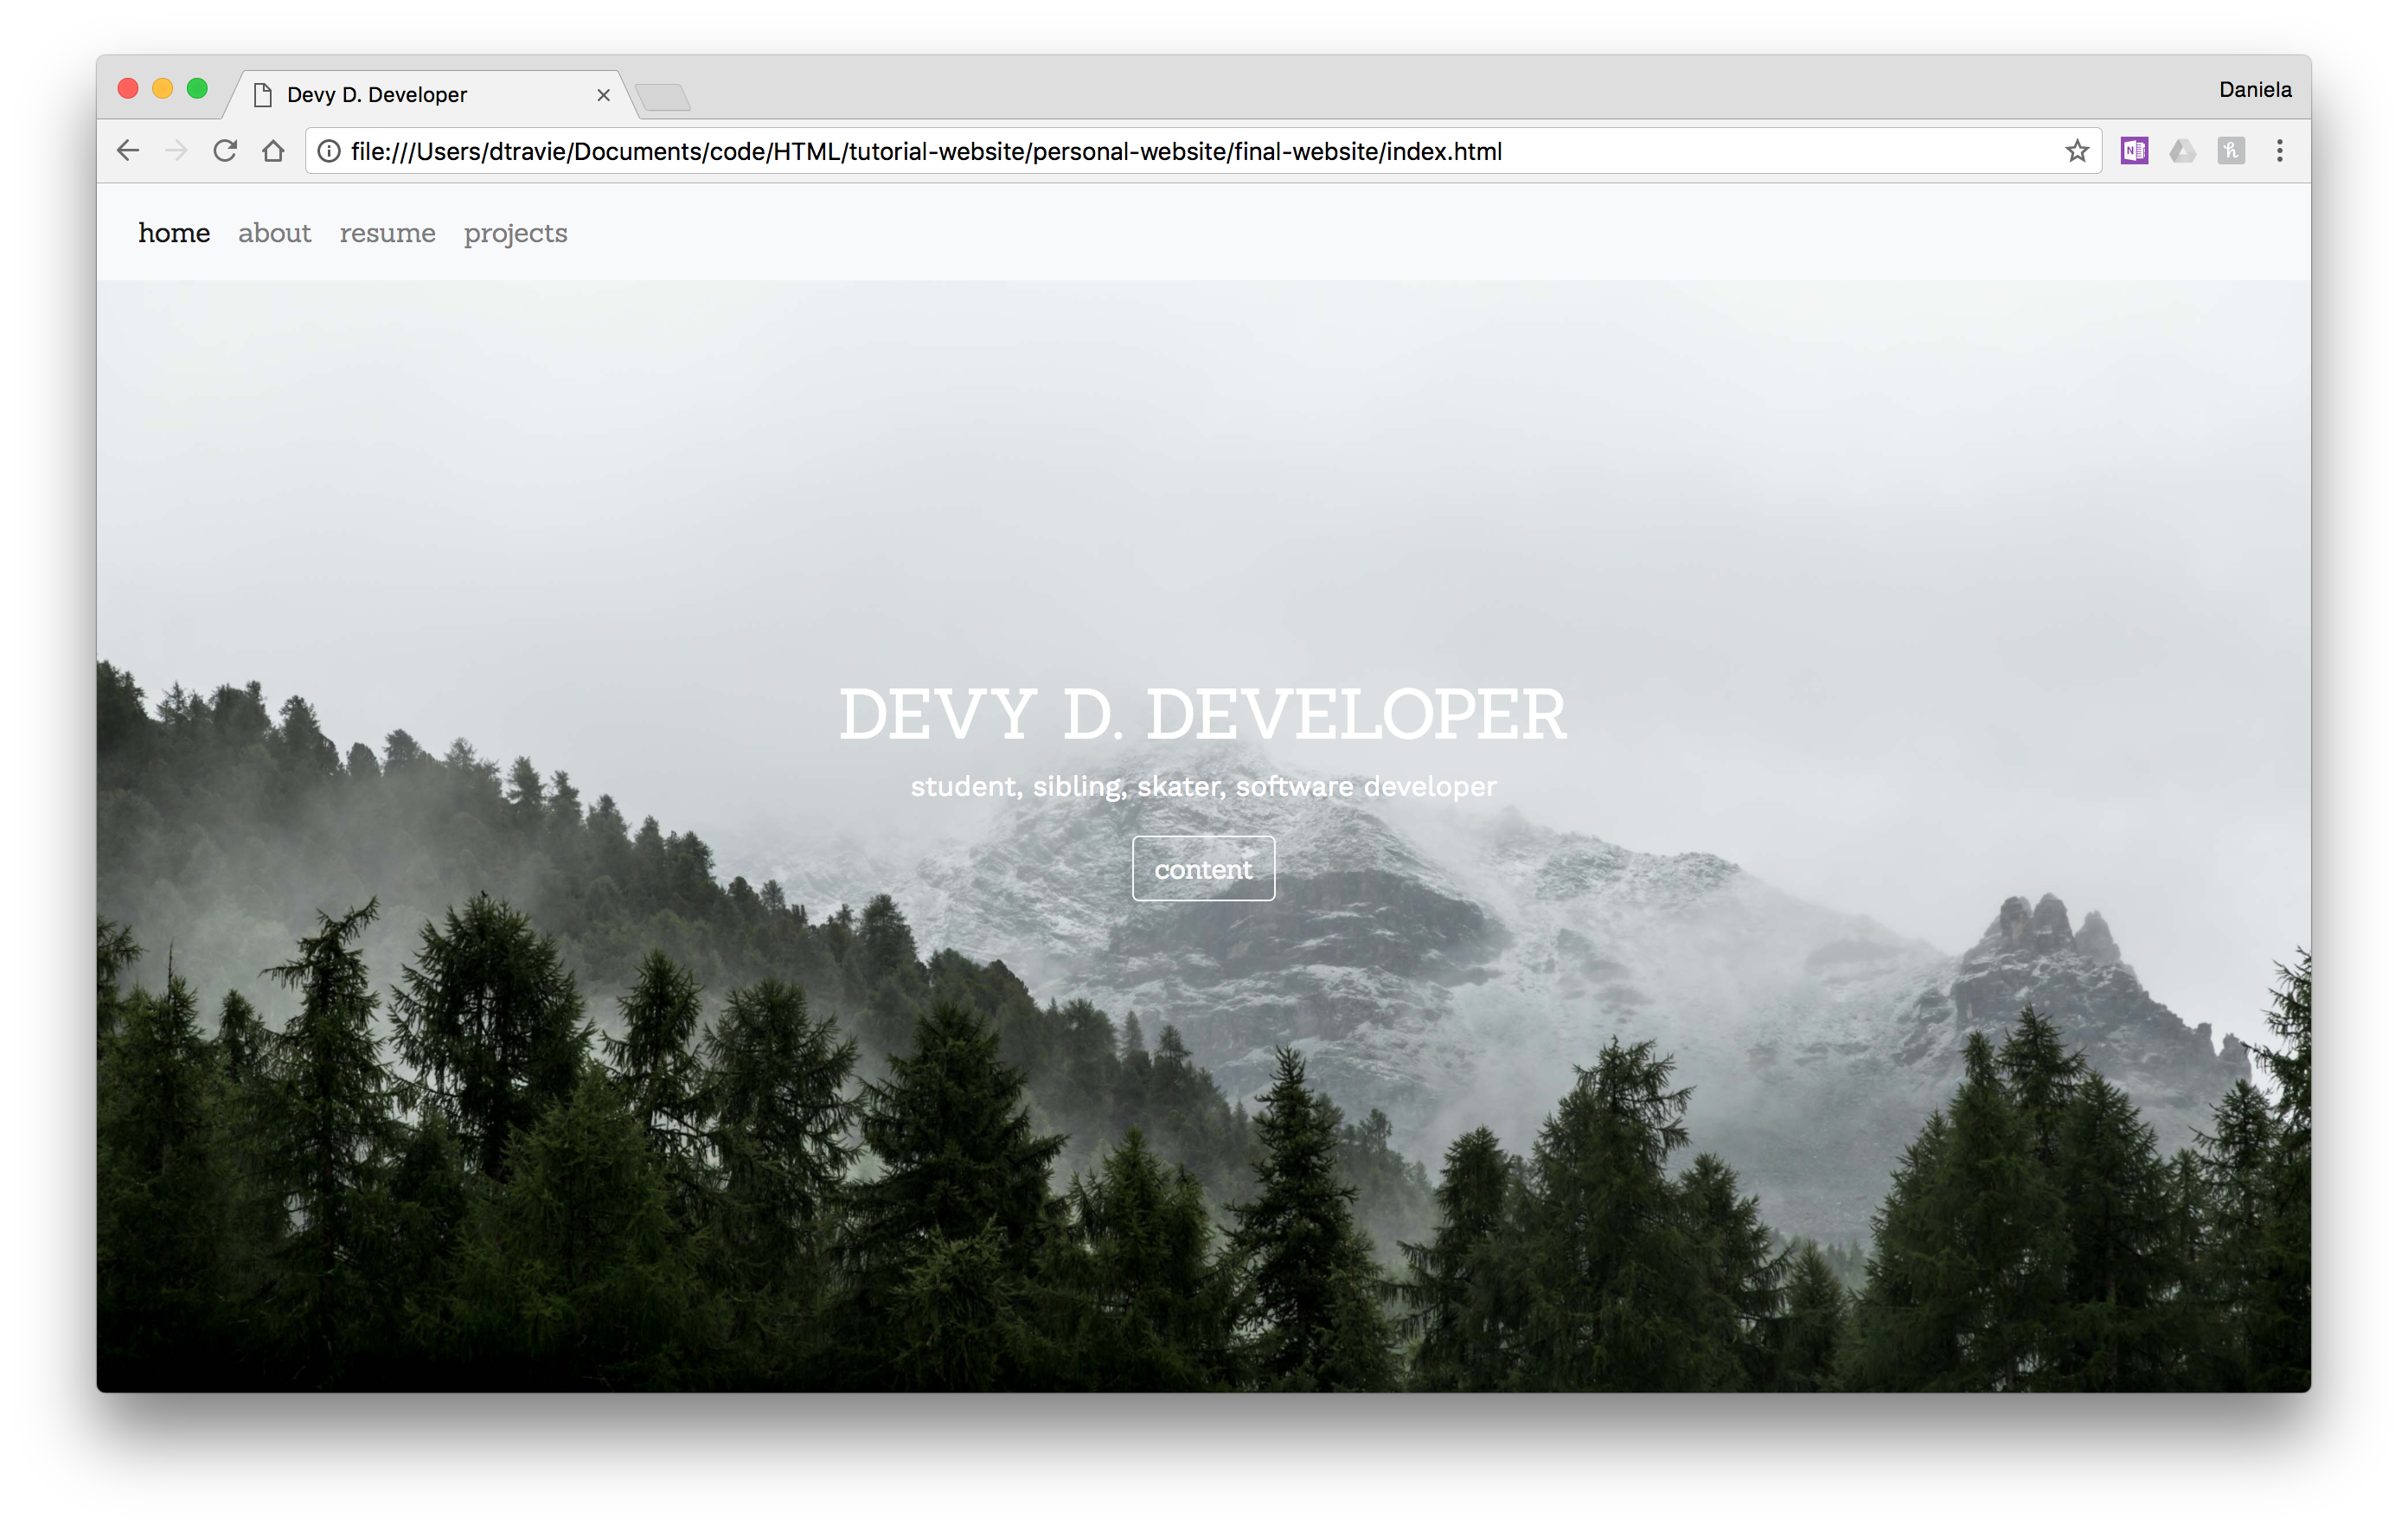 Devy D. Developer
Daniela
file:///Users/dtravie/Documents/code/HTML/tutorial-website/personal-website/final-website/index.html
home about resume projects
DEVY D. DEVELOPER
student, sibling, skater, software developer
content